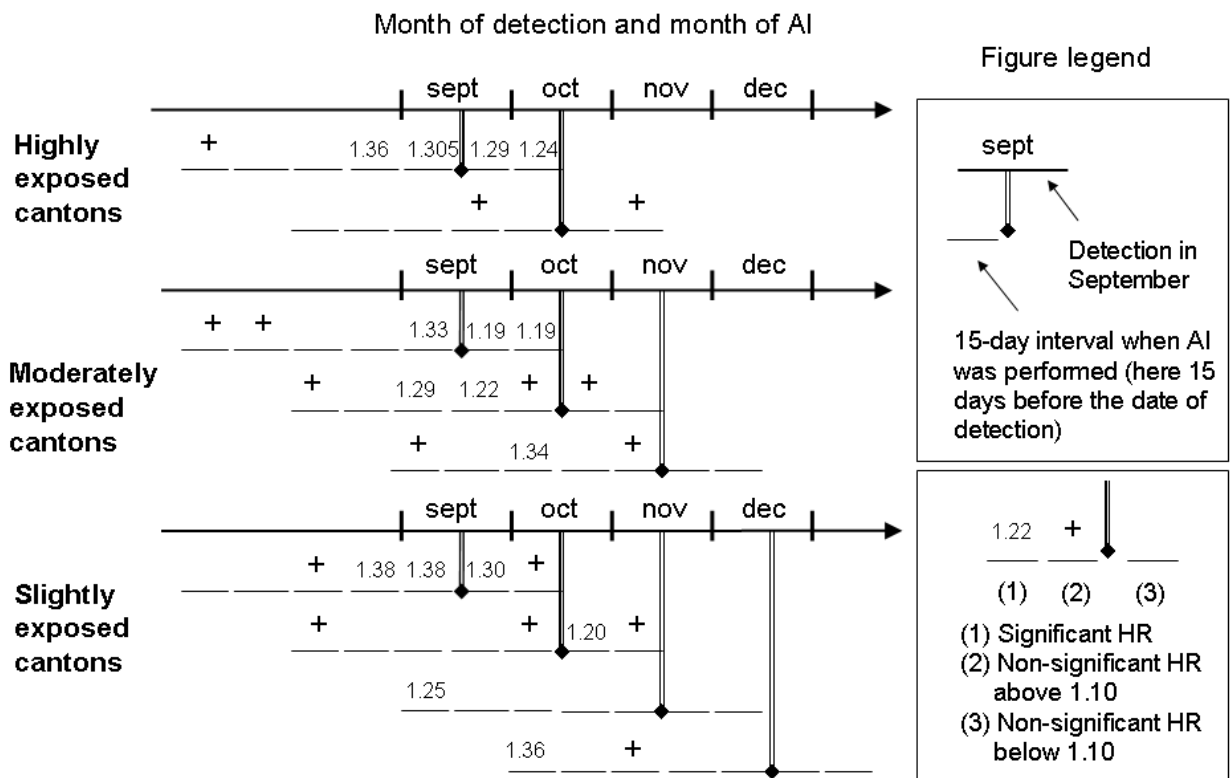 Month of detection and month of AI
Figure legend
sept oct nov dec
Highly
exposed
cantons
+ 1.36 1.305 1.29 1.24
+ +
sept oct nov dec
Moderately
exposed
cantons
+ + 1.33 1.19 1.19
+ 1.29 1.22 + +
+ 1.34 +
sept oct nov dec
Slightly
exposed
cantons
+ 1.38 1.38 1.30 +
+ + 1.20 +
1.25
1.36 +
sept
Detection in
September
15-day interval when AI
was performed (here 15
days before the date of
detection)
1.22 +
(1) (2) (3)
(1) Significant HR
(2) Non-significant HR
above 1.10
(3) Non-significant HR
below 1.10